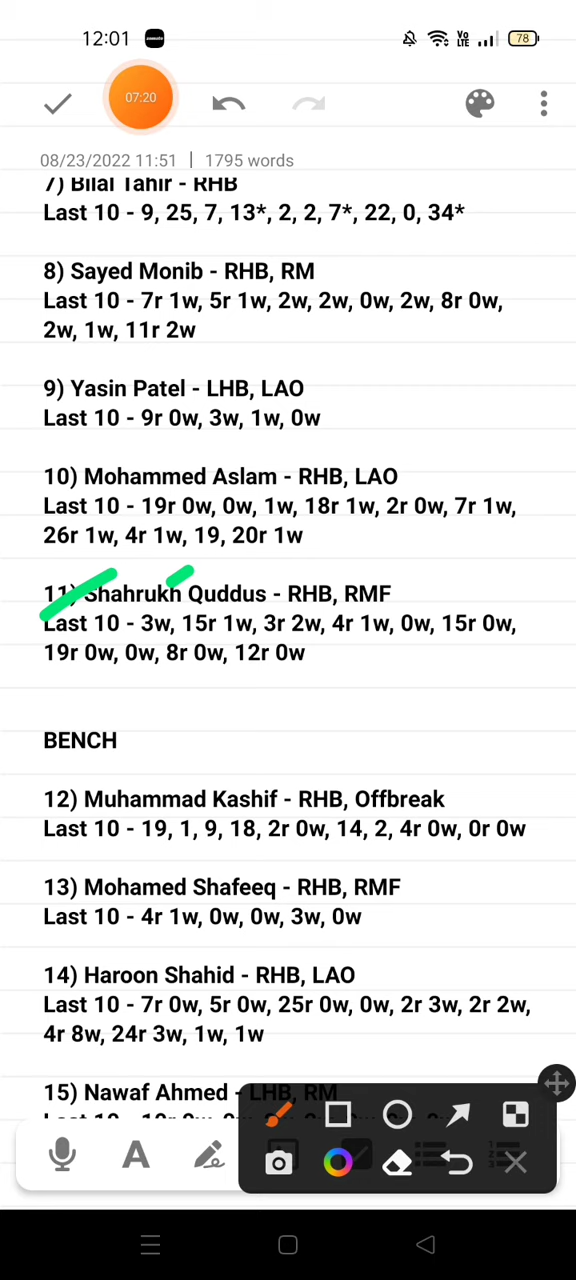 12:01
Vo
LTE
78
07:20
08/23/2022 11:51 | 1795 words
7) Bilal Tahir - RHB
Last 10 - 9, 25, 7, 13*, 2, 2, 7*, 22, 0, 34*
8) Sayed Monib - RHB, RM
Last 10 - 7r 1w, 5r 1w, 2w, 2w, 0w, 2w, 8r 0w,
2w, 1w, 11r 2w
9) Yasin Patel - LHB, LAO
Last 10 - 9r 0w, 3w, 1w, 0w
10) Mohammed Aslam - RHB, LAO
Last 10 - 19r 0w, 0w, 1w, 18r 1w, 2r 0w, 7r 1w,
26r 1w, 4r 1w, 19, 20r 1w
11) Shahrukh Quddus - RHB, RMF
Last 10 - 3w, 15r 1w, 3r 2w, 4r 1w, 0w, 15r 0w,
19r 0w, 0w, 8r 0w, 12r 0w
BENCH
12) Muhammad Kashif - RHB, Offbreak
Last 10 - 19, 1, 9, 18, 2r 0w, 14, 2, 4r 0w, 0r 0w
13) Mohamed Shafeeq - RHB, RMF
Last 10 - 4r 1w, 0w, 0w, 3w, 0w
14) Haroon Shahid - RHB, LAO
Last 10 - 7r 0w, 5r 0w, 25r 0w, 0w, 2r 3w, 2r 2w,
4r 8w, 24r 3w, 1w, 1w
15) Nawaf Ahmed - LHB, RM
A